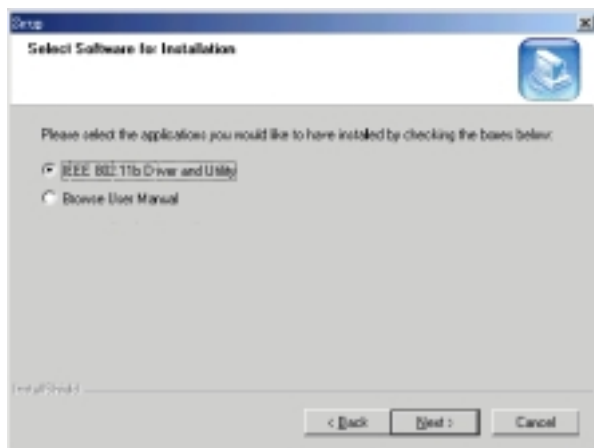 Setup
Select Software for Installation
Please select the applications you would like to have installed by checking the boxes below:
IEEE 802.11b Driver and Utility
Browse User Manual
InstallShield
< Back
Next >
Cancel